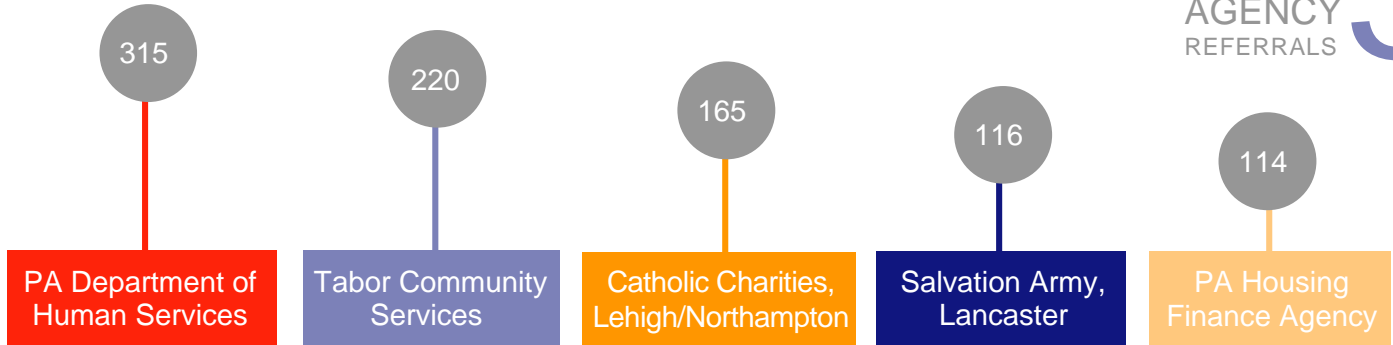 AGENCY
REFERRALS
315
220
165
116
114
PA Department of
Human Services
Tabor Community
Services
Catholic Charities,
Lehigh/Northampton
Salvation Army,
Lancaster
PA Housing
Finance Agency